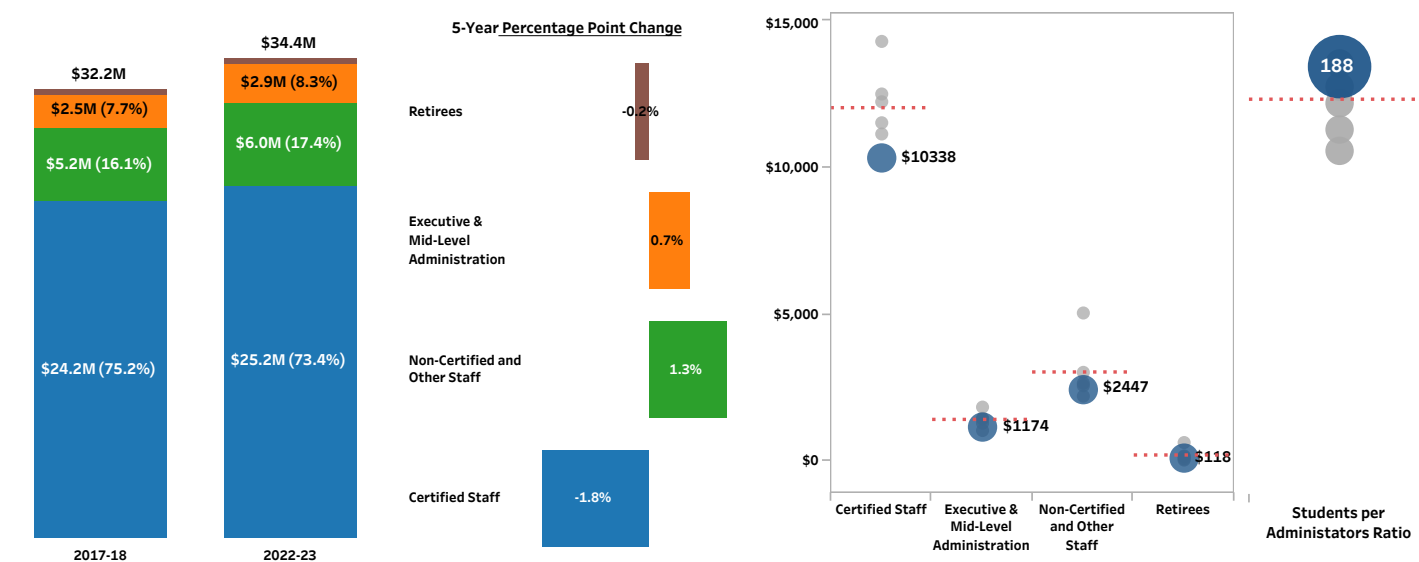 $32.2M
$2.5M (7.7%)
$5.2M (16.1%)
$24.2M (75.2%)
2017-18
$34.4M
$2.9M (8.3%)
$6.0M (17.4%)
$25.2M (73.4%)
2022-23
5-Year Percentage Point Change
Retirees
-0.2%
Executive &
Mid-Level
Administration
0.7%
Non-Certified and
Other Staff
1.3%
Certified Staff
-1.8%
$15,000
$10,000
$5,000
$0
$10338
$1174
$2447
$118
Certified Staff
Executive &
Mid-Level
Administration
Non-Certified
and Other
Staff
Retirees
188
Students per
Administators Ratio